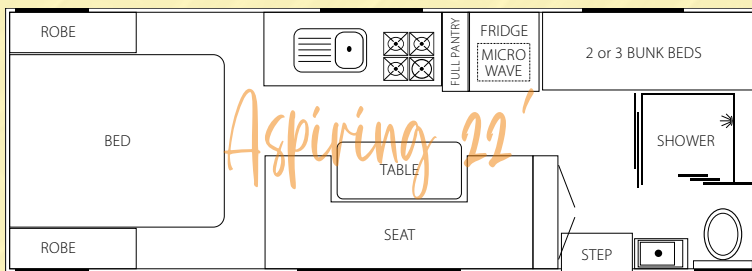 ROBE
FULL PANTRY
FRIDGE
MICRO
WAVE
2 or 3 BUNK BEDS
BED
Aspiring 22'
SHOWER
TABLE
SEAT
ROBE
STEP